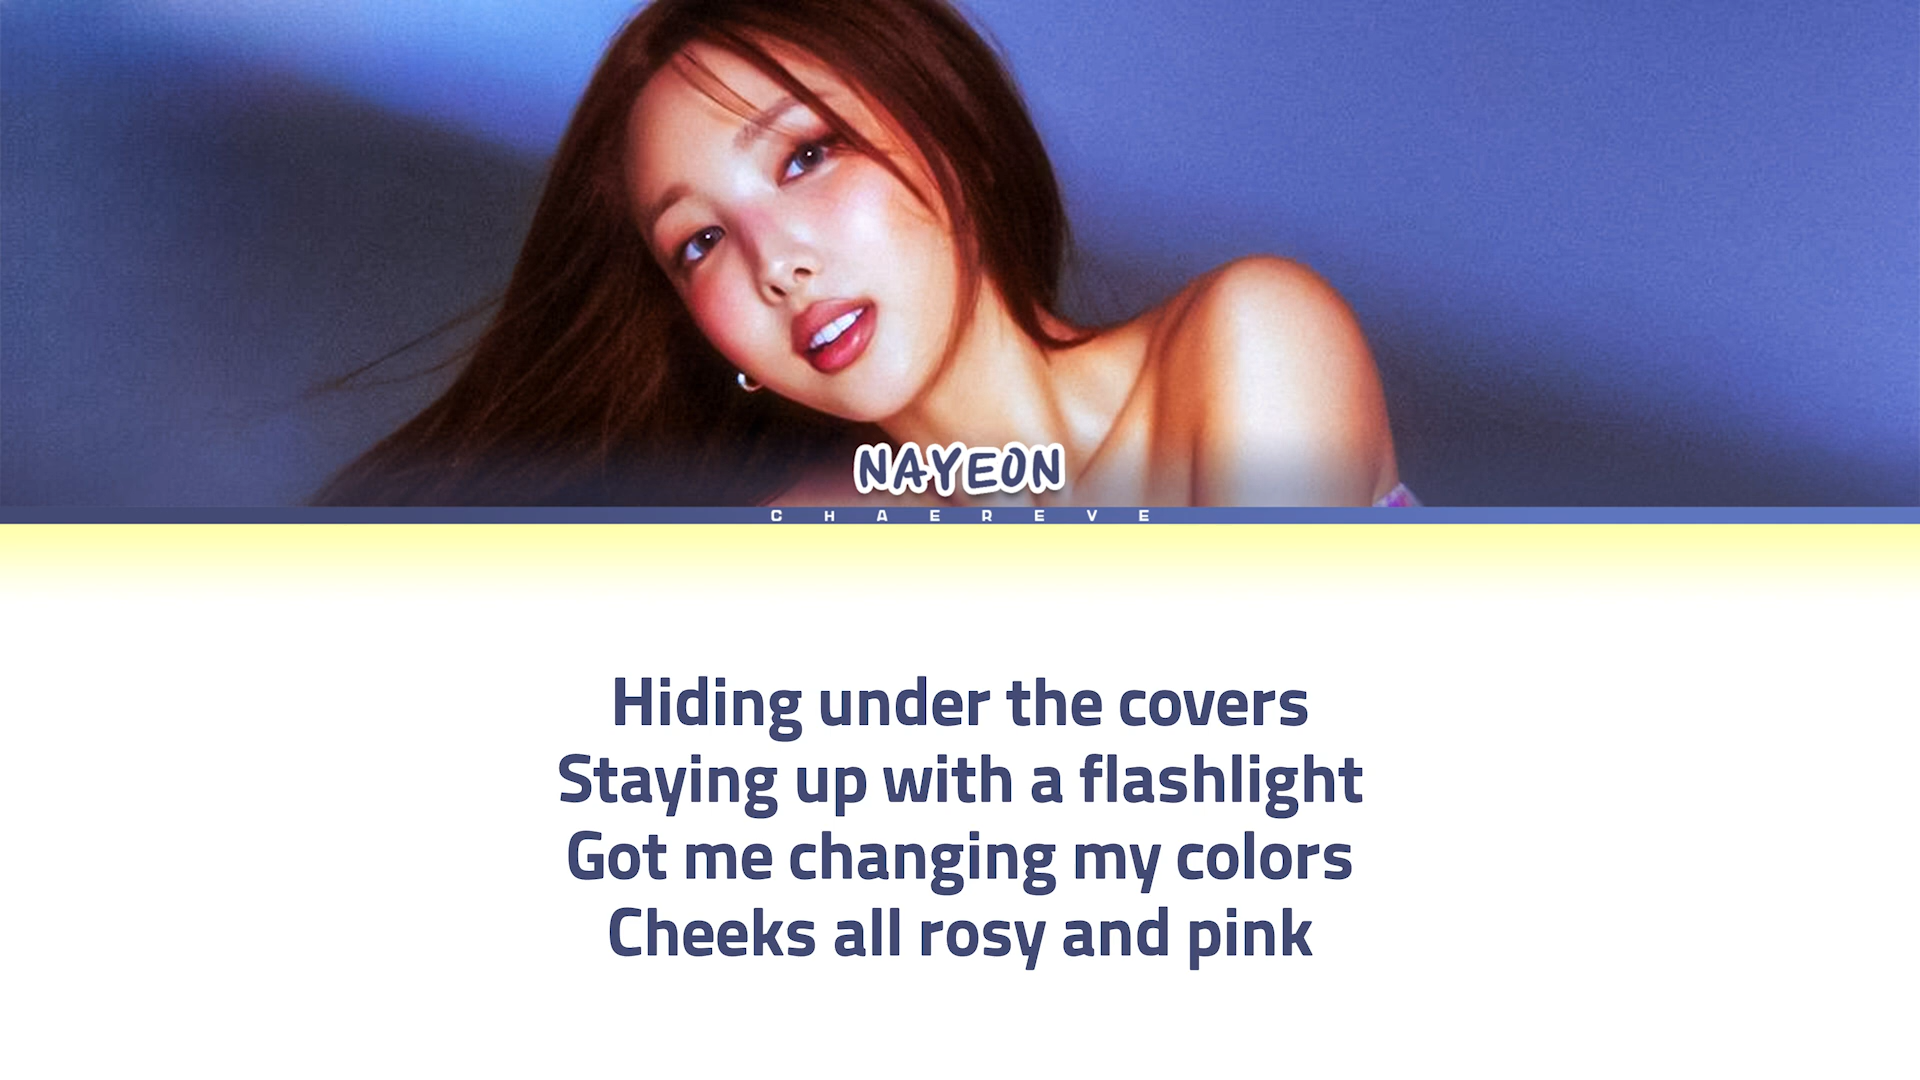 NAYEON
CHAEREVE
Hiding under the covers
Staying up with a flashlight
Got me changing my colors
Cheeks all rosy and pink